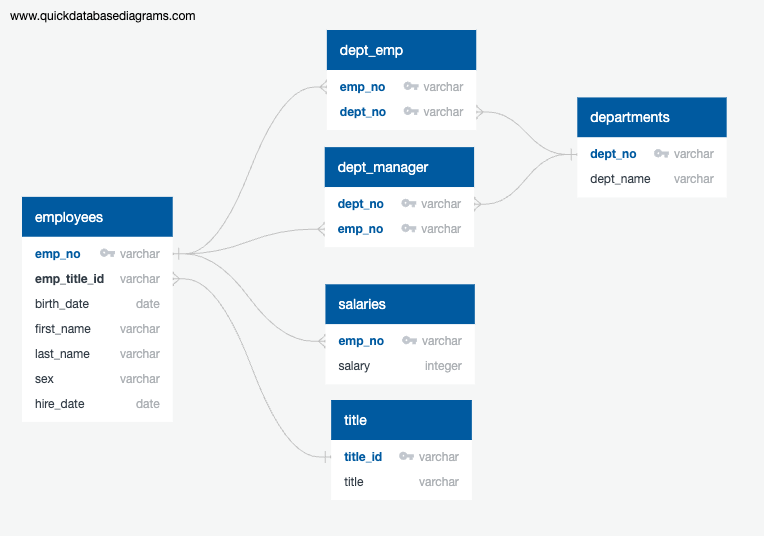 www.quickdatabasediagrams.com
dept_emp
emp_no varchar
dept_no varchar
departments
dept_no varchar
dept_name varchar
dept_manager
dept_no varchar
emp_no varchar
employees
emp_no varchar
emp_title_id varchar
birth_date date
first_name varchar
last_name varchar
sex varchar
hire_date date
salaries
emp_no varchar
salary integer
title
title_id varchar
title varchar